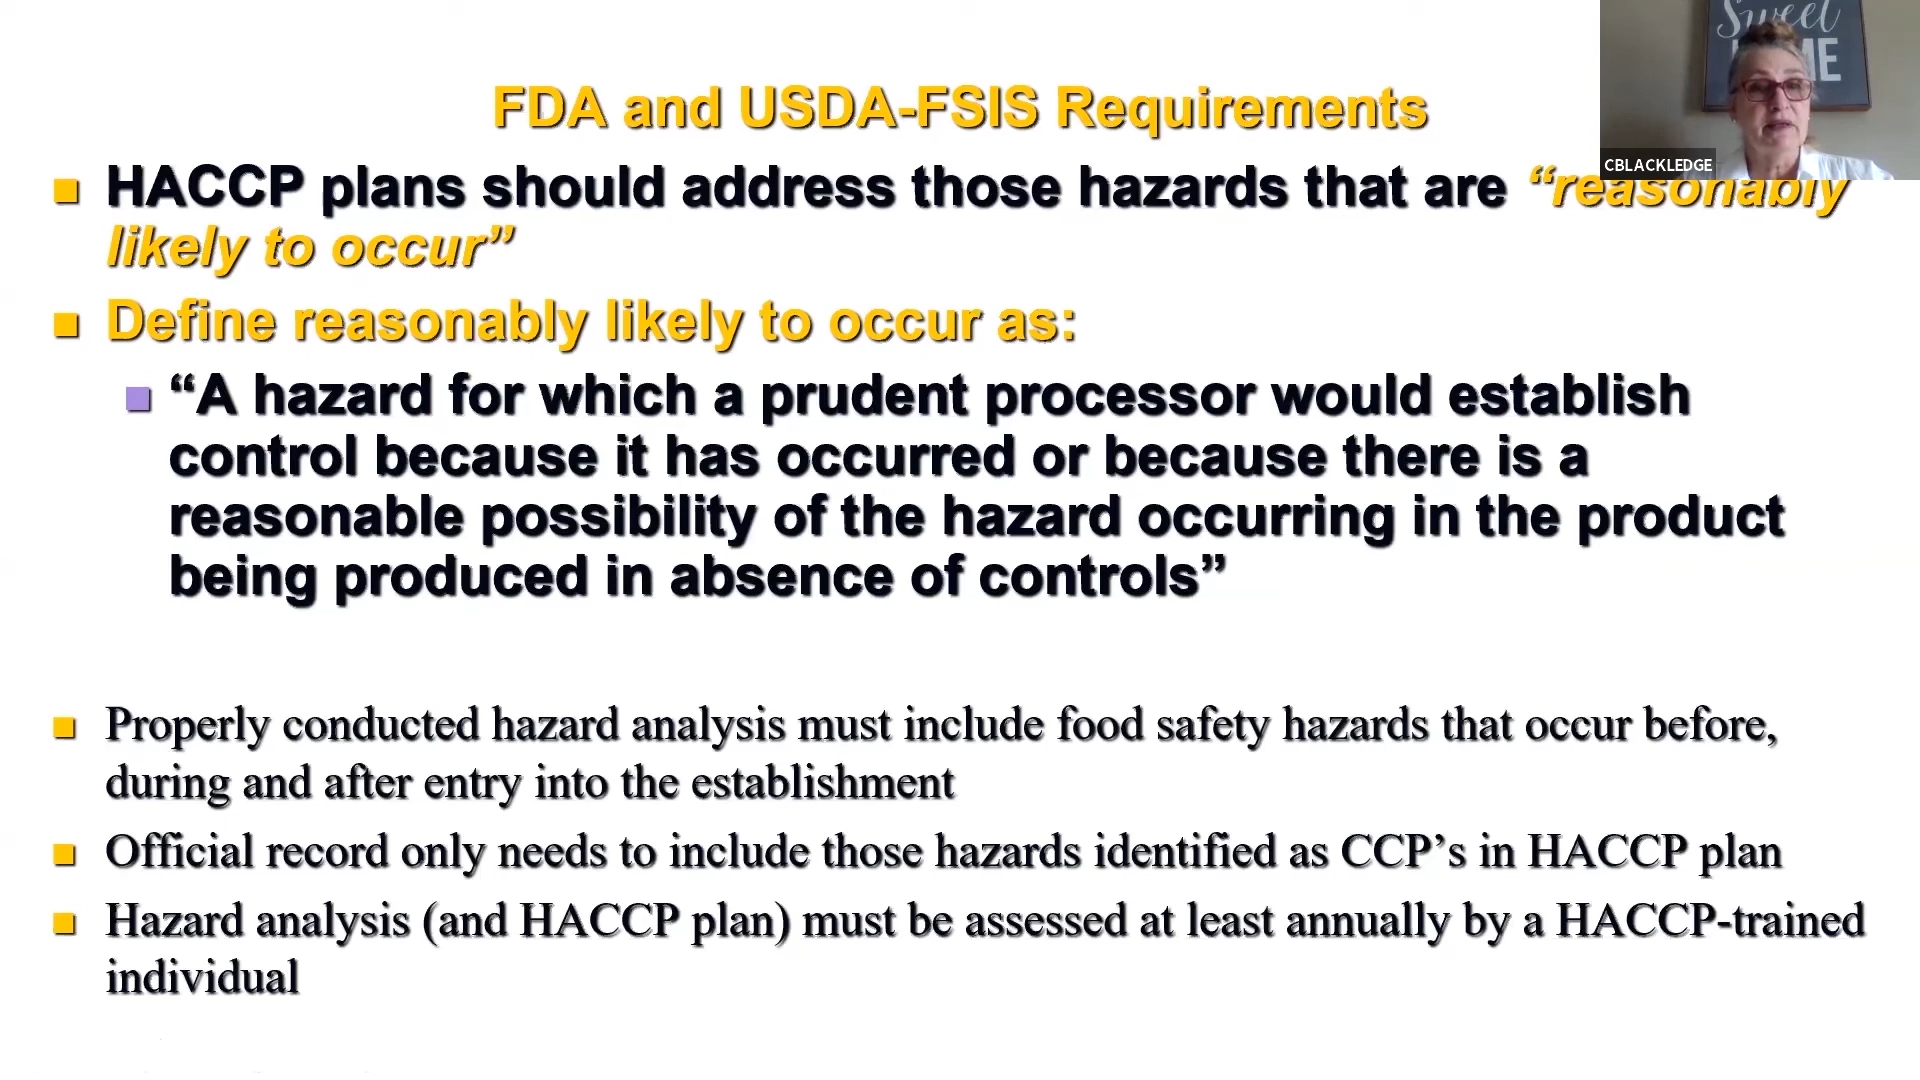 Sweet
ME
FDA and USDA-FSIS Requirements
CBLACKLEDGE
■ HACCP plans should address those hazards that are “reasonably
likely to occur”
■ Define reasonably likely to occur as:
■ “A hazard for which a prudent processor would establish
control because it has occurred or because there is a
reasonable possibility of the hazard occurring in the product
being produced in absence of controls”
■ Properly conducted hazard analysis must include food safety hazards that occur before,
during and after entry into the establishment
■ Official record only needs to include those hazards identified as CCP’s in HACCP plan
■ Hazard analysis (and HACCP plan) must be assessed at least annually by a HACCP-trained
individual